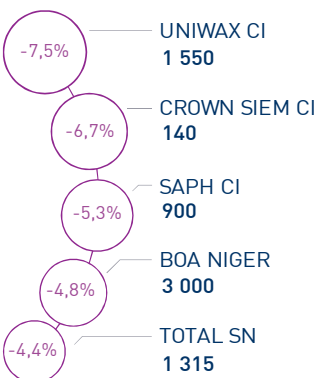 -7,5%
UNIWAX CI
1 550
-6,7%
CROWN SIEM CI
140
-5,3%
SAPH CI
900
-4,8%
BOA NIGER
3 000
-4,4%
TOTAL SN
1 315